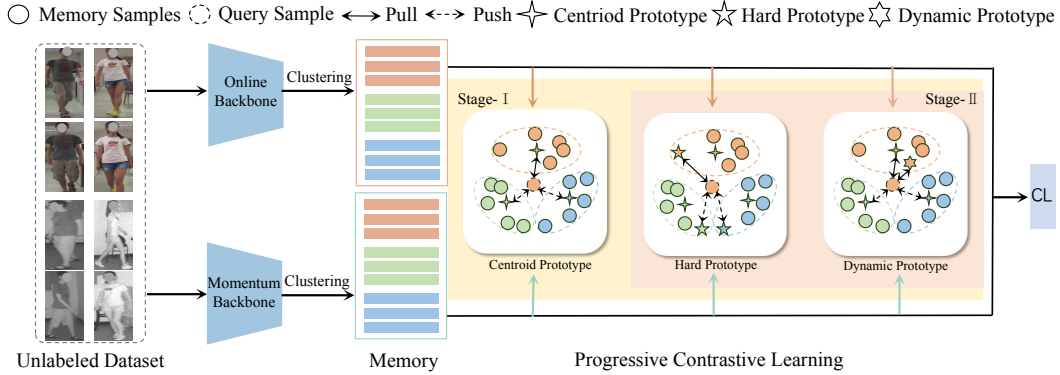 Memory Samples Query Sample Pull Push Centriod Prototype Hard Prototype Dynamic Prototype
Online
Backbone
Clustering
Momentum
Backbone
Clustering
Stage- Ⅰ
Stage- Ⅱ
Centroid Prototype
Hard Prototype
Dynamic Prototype
CL
Unlabeled Dataset
Memory
Progressive Contrastive Learning